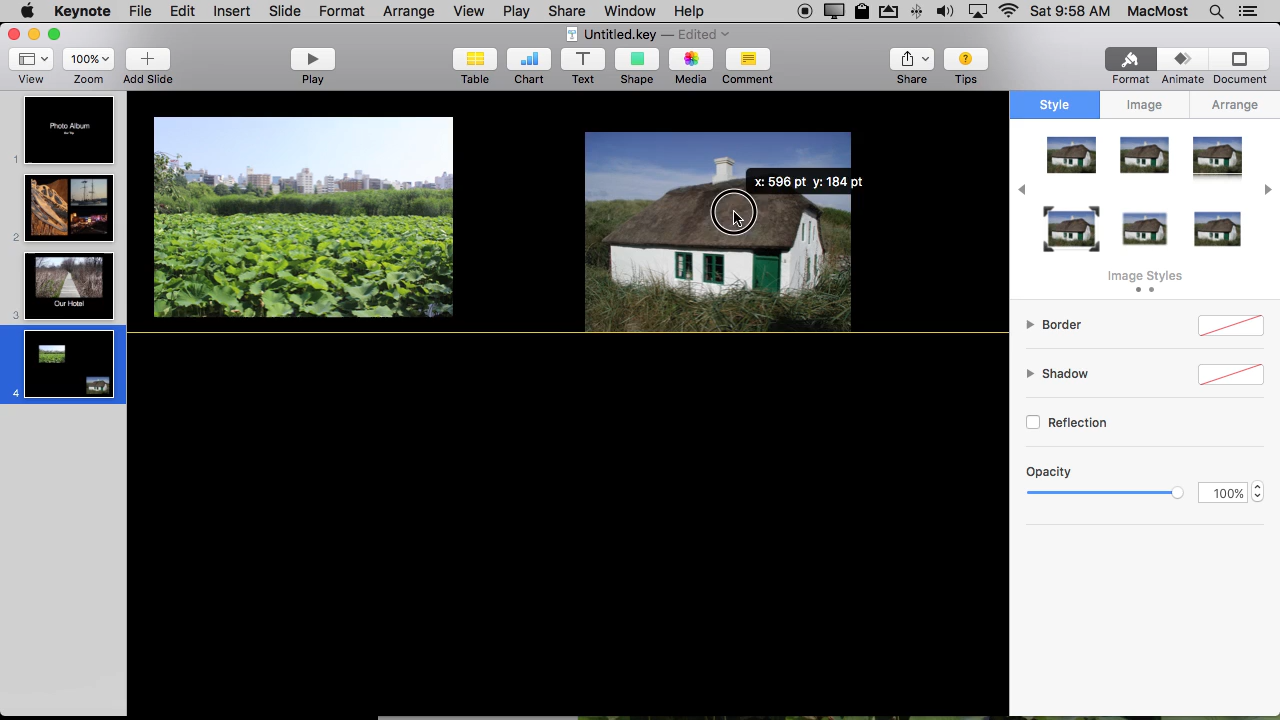 Keynote File Edit Insert Slide Format Arrange View Play Share Window Help Sat 9:58 AM MacMost
Untitled.key — Edited
100%
View Zoom Add Slide Play Table Chart Text Shape Media Comment Share Tips Format Animate Document
Style Image Arrange
Photo Album
1
2
Our Hotel
3
4
x: 596 pt y: 184 pt
Image Styles
Border
Shadow
Reflection
Opacity
100%